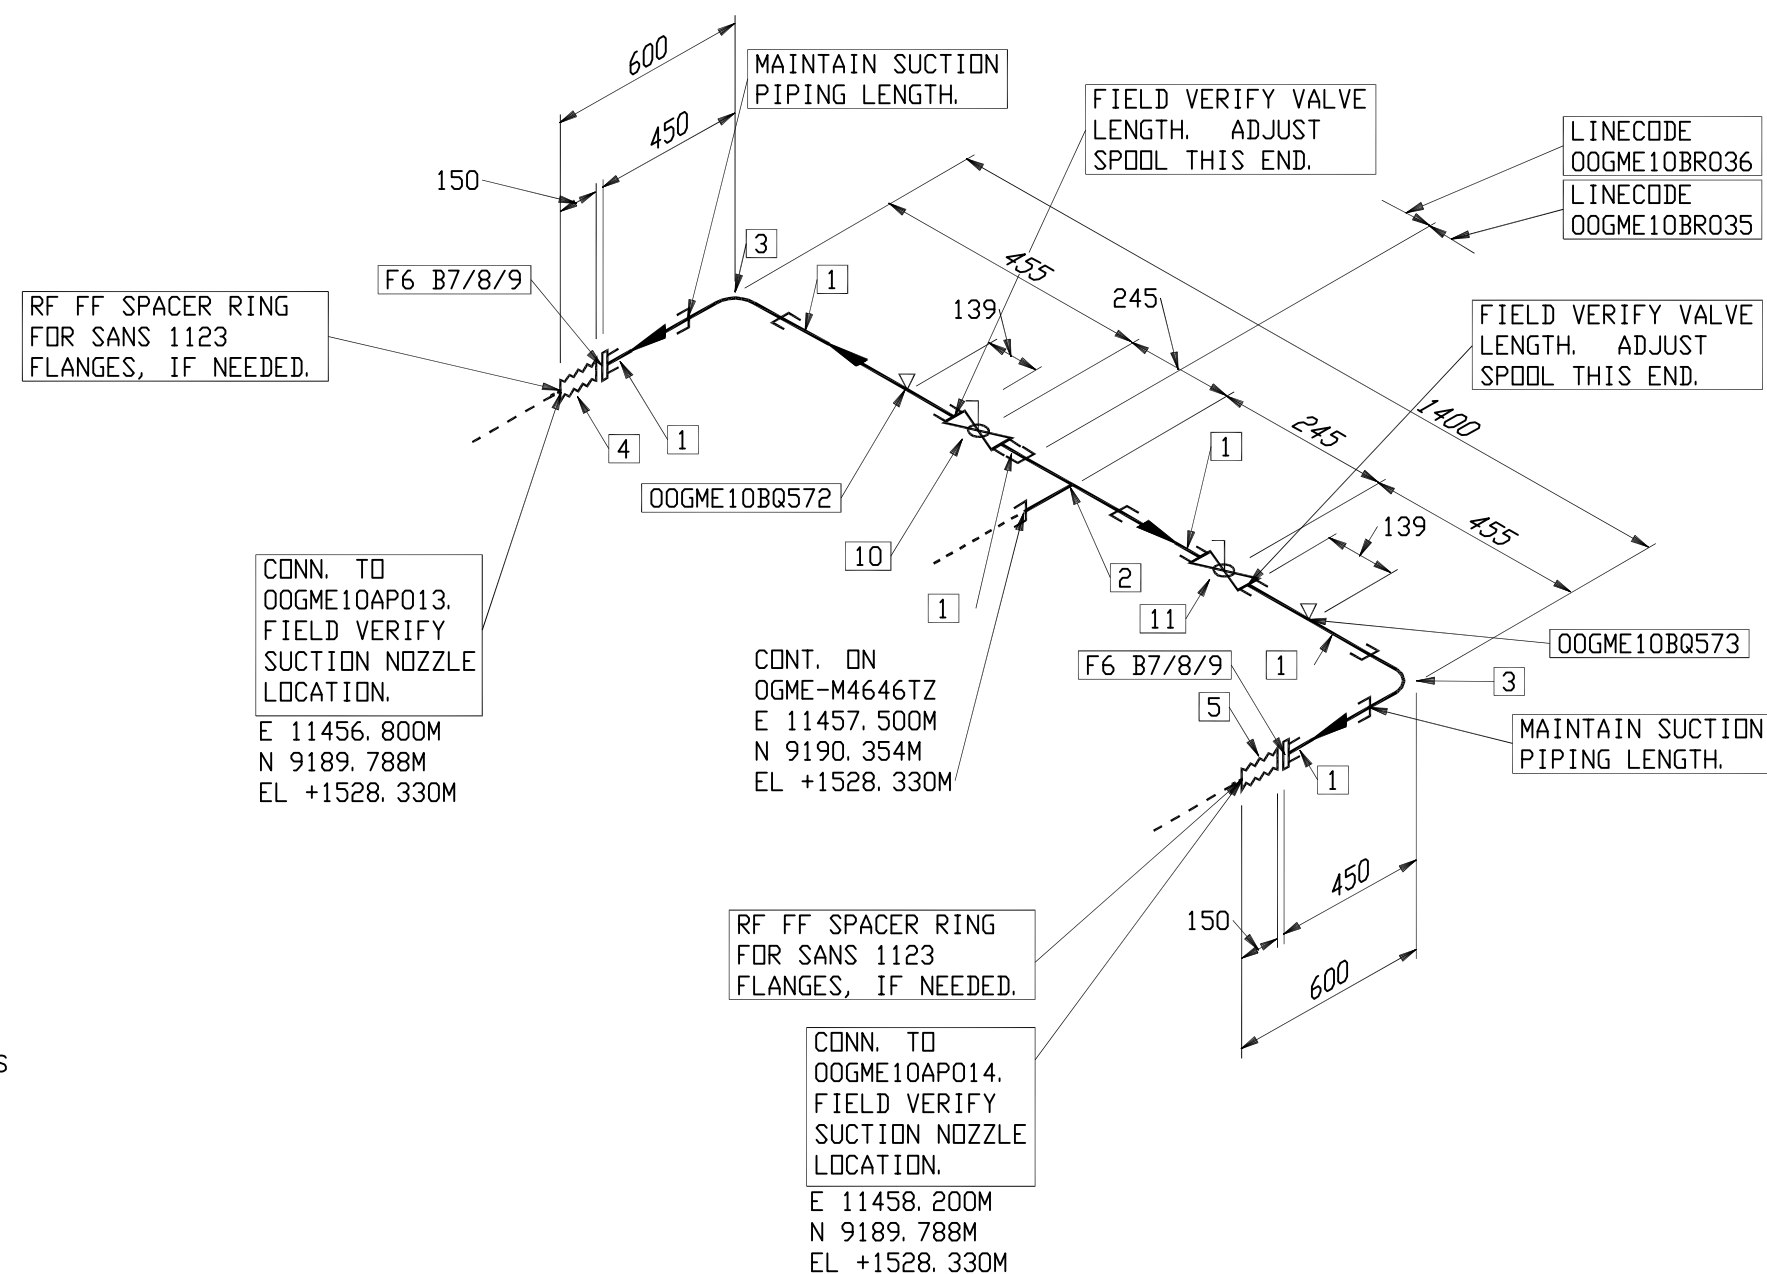 600
MAINTAIN SUCTION
PIPING LENGTH.
450
150
FIELD VERIFY VALVE
LENGTH. ADJUST
SPOOL THIS END.
LINECODE
00GME10BR036
LINECODE
00GME10BR035
3
F6 B7/8/9
1
455
139
245
RF FF SPACER RING
FOR SANS 1123
FLANGES, IF NEEDED.
FIELD VERIFY VALVE
LENGTH. ADJUST
SPOOL THIS END.
1400
4
1
245
1
455
139
00GME10BQ572
10
2
1
11
CONN. TO
00GME10AP013.
FIELD VERIFY
SUCTION NOZZLE
LOCATION.
E 11456.800M
N 9189.788M
EL +1528.330M
CONT. ON
0GME-M4646TZ
E 11457.500M
N 9190.354M
EL +1528.330M
00GME10BQ573
1
F6 B7/8/9
3
5
1
MAINTAIN SUCTION
PIPING LENGTH.
450
150
600
RF FF SPACER RING
FOR SANS 1123
FLANGES, IF NEEDED.
CONN. TO
00GME10AP014.
FIELD VERIFY
SUCTION NOZZLE
LOCATION.
E 11458.200M
N 9189.788M
EL +1528.330M
S